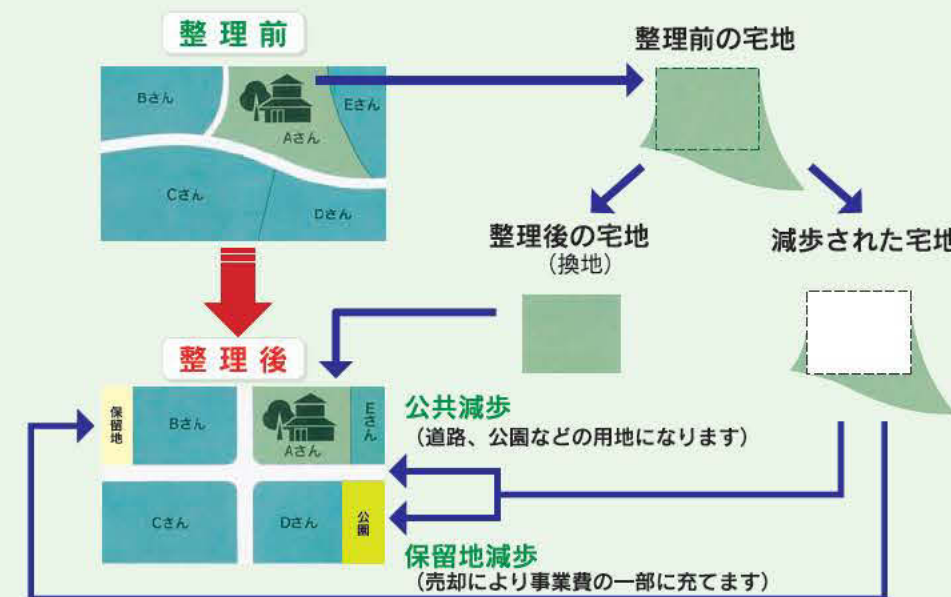 整理前
整理前の宅地
Bさん
Eさん
Aさん
Cさん
Dさん
整理後の宅地
(換地)
減歩された宅地
整理後
保留地
Bさん
Aさん
Eさん
公共減歩
(道路、公園などの用地になります)
Cさん
Dさん
公園
保留地減歩
(売却により事業費の一部に充てます)